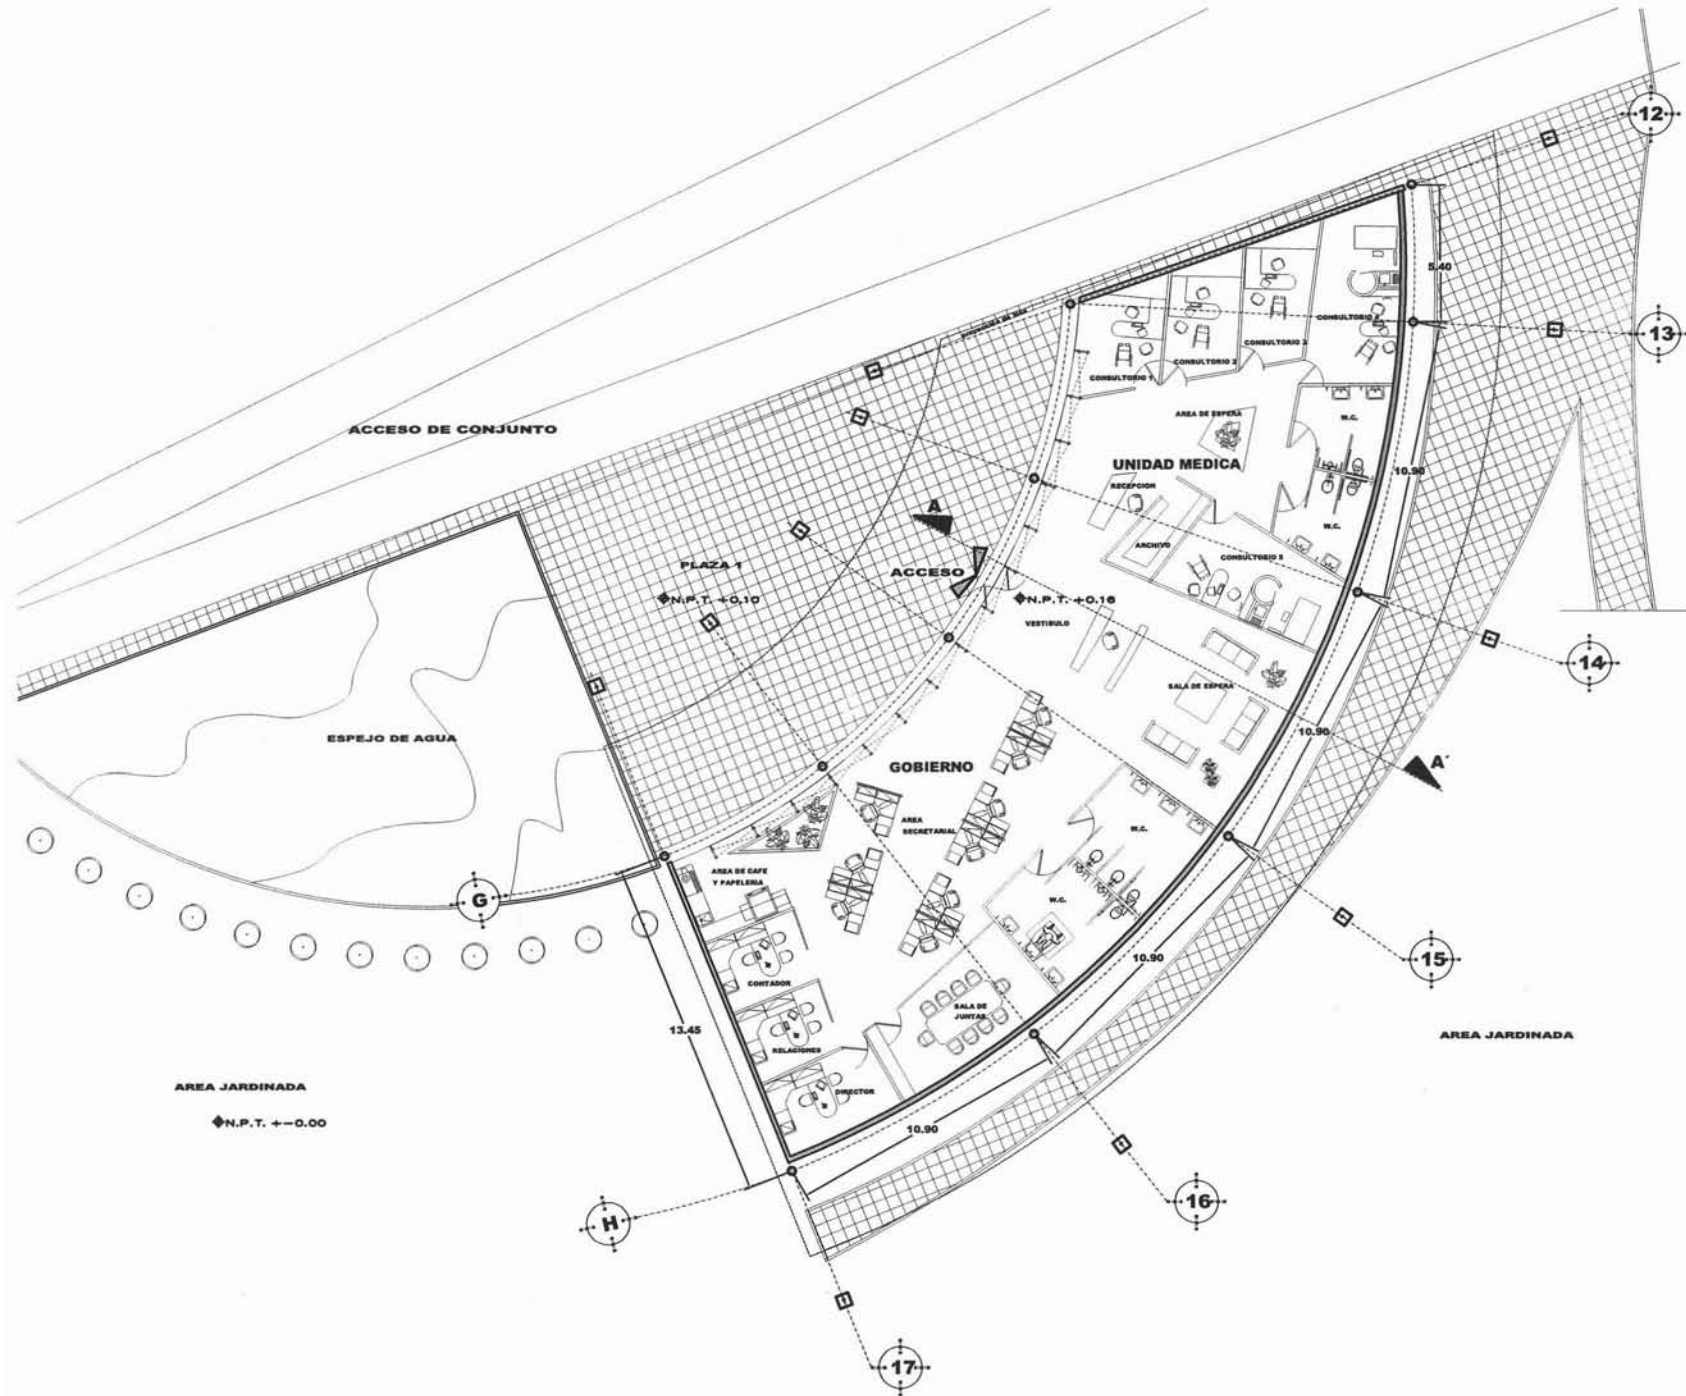 12
5.40
13
CONSULTORIO 3
CONSULTORIO 2
CONSULTORIO 1
AREA DE ESPERA
W.C.
ACCESO DE CONJUNTO
UNIDAD MEDICA
10.90
RECEPCION
A
W.C.
ARCHIVO
CONSULTORIO 5
PLAZA 1
ACCESO
N.P.T. +0.10
N.P.T. +0.16
VESTIBULO
14
SALA DE ESPERA
ESPEJO DE AGUA
10.90
A'
GOBIERNO
AREA
SECRETARIAL
W.C.
AREA DE CAFE
Y PAPELERIA
G
W.C.
10.90
15
CONTADOR
SALA DE
JUNTAS
13.45
AREA JARDINADA
RELACIONES
AREA JARDINADA
DIRECTOR
N.P.T. +-0.00
10.90
16
H
17